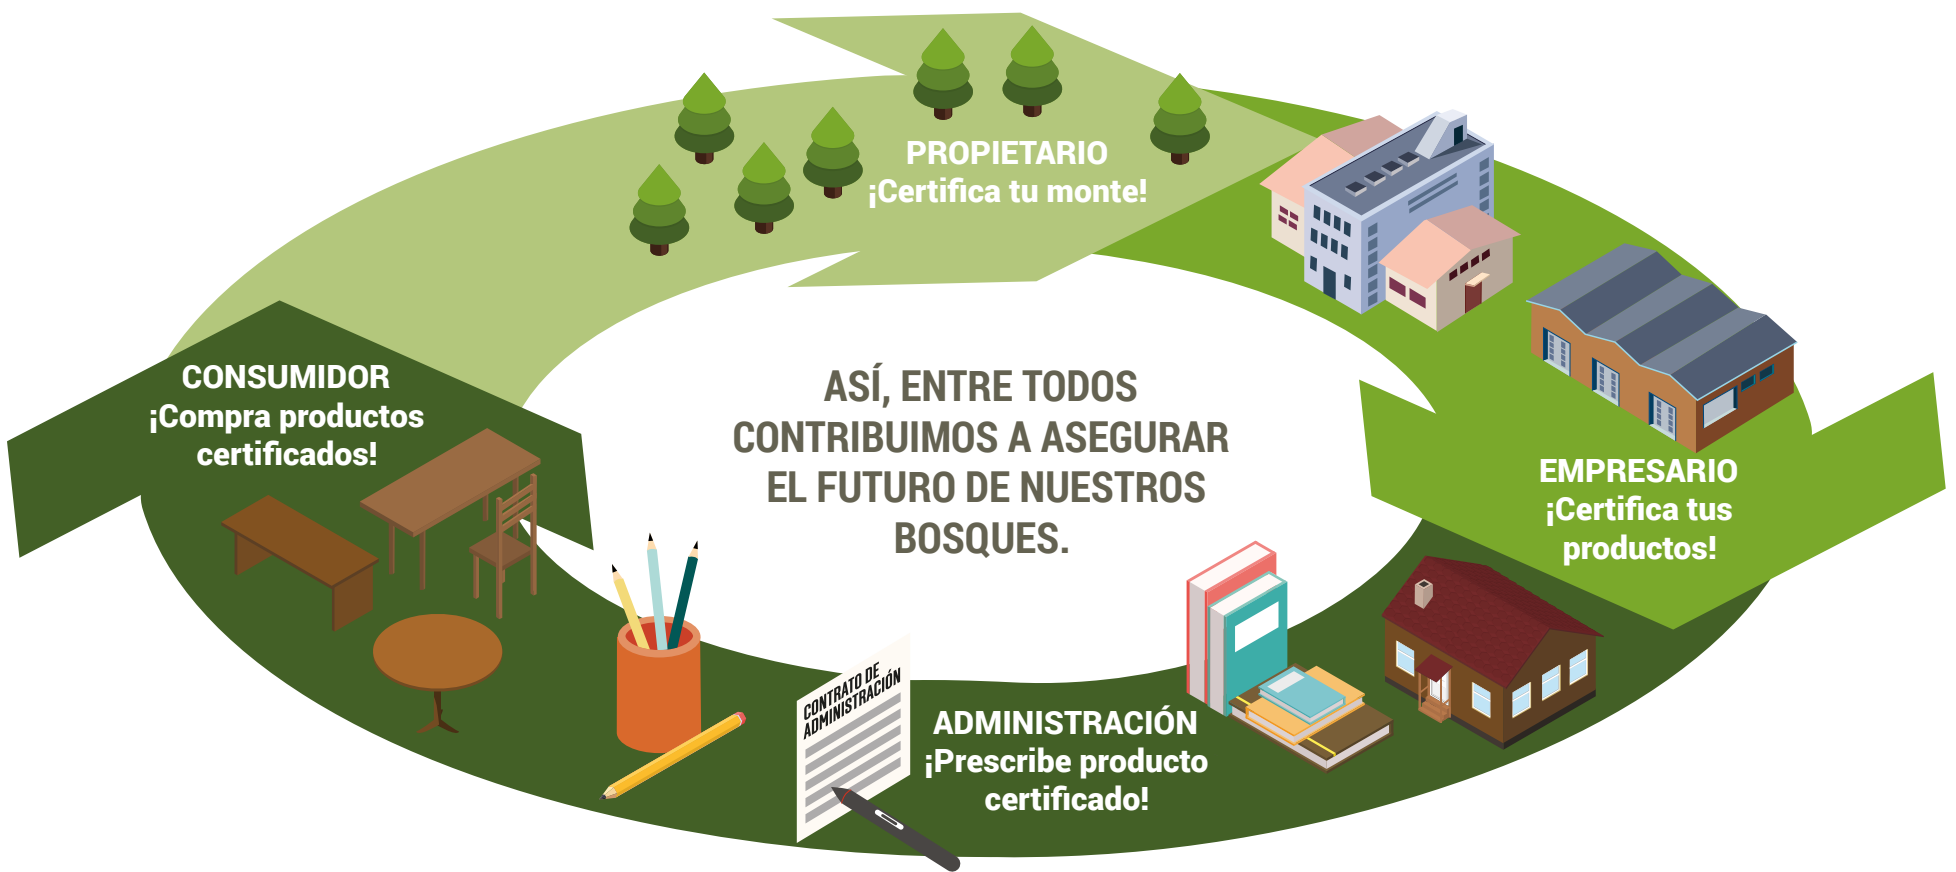 PROPIETARIO
¡Certifica tu monte!
CONSUMIDOR
¡Compra productos
certificados!
ASÍ, ENTRE TODOS
CONTRIBUIMOS A ASEGURAR
EL FUTURO DE NUESTROS
BOSQUES.
EMPRESARIO
¡Certifica tus
productos!
CONTRATO DE
ADMINISTRACIÓN
ADMINISTRACIÓN
¡Prescribe producto
certificado!